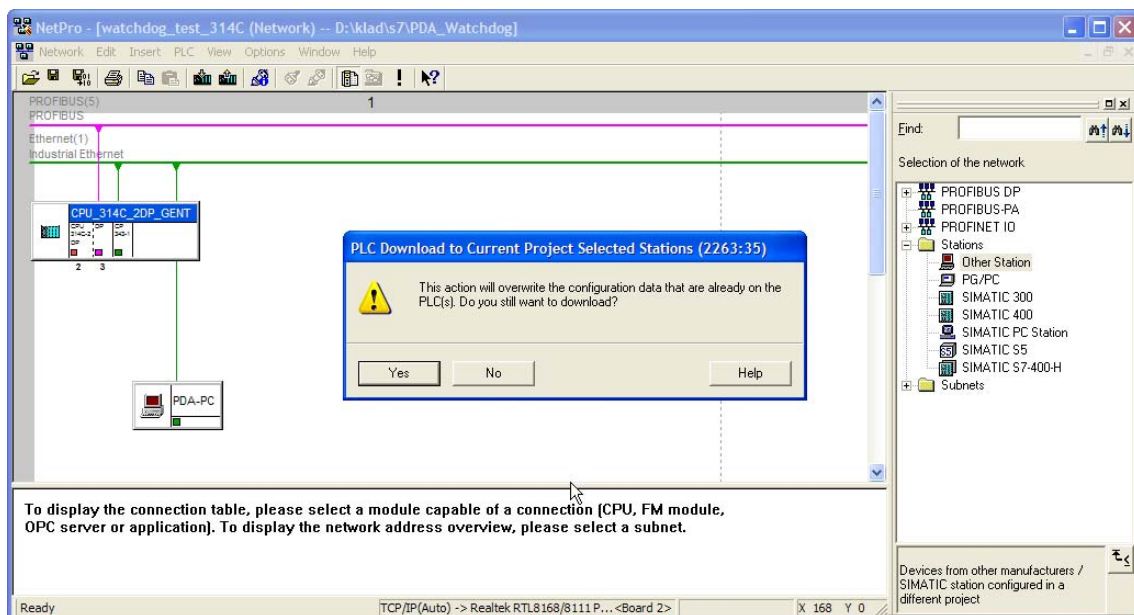 NetPro - [watchdog_test_314C (Network) -- D:\klad\s7\PDA_Watchdog]
Network Edit Insert PLC View Options Window Help
PROFIBUS(5)
1
PROFIBUS
Ethernet(1)
Industrial Ethernet
CPU_314C_2DP_GENT
CPU DP CP
314C-2 343-1
DP
2 3
PDA-PC
PLC Download to Current Project Selected Stations (2263:35)
This action will overwrite the configuration data that are already on the
PLC(s). Do you still want to download?
Yes No Help
To display the connection table, please select a module capable of a connection (CPU, FM module,
OPC server or application). To display the network address overview, please select a subnet.
Find:
Selection of the network
PROFIBUS DP
PROFIBUS-PA
PROFINET IO
Stations
Other Station
PG/PC
SIMATIC 300
SIMATIC 400
SIMATIC PC Station
SIMATIC S5
SIMATIC S7-400-H
Subnets
Devices from other manufacturers /
SIMATIC station configured in a
different project
Ready TCP/IP(Auto) -> Realtek RTL8168/8111 P...<Board 2> X 168 Y 0